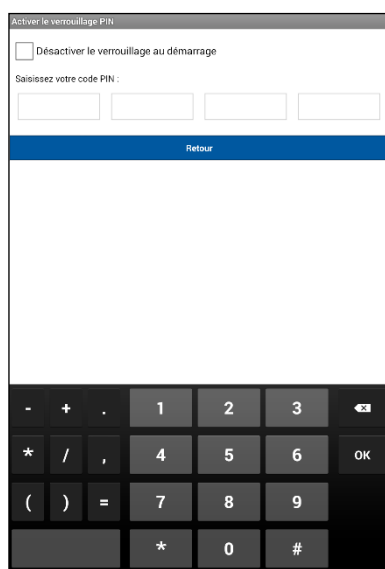 Activer le verrouillage PIN
Désactiver le verrouillage au démarrage
Saisissez votre code PIN :
Retour
- + . 1 2 3
* / , 4 5 6 OK
( ) = 7 8 9
* 0 #